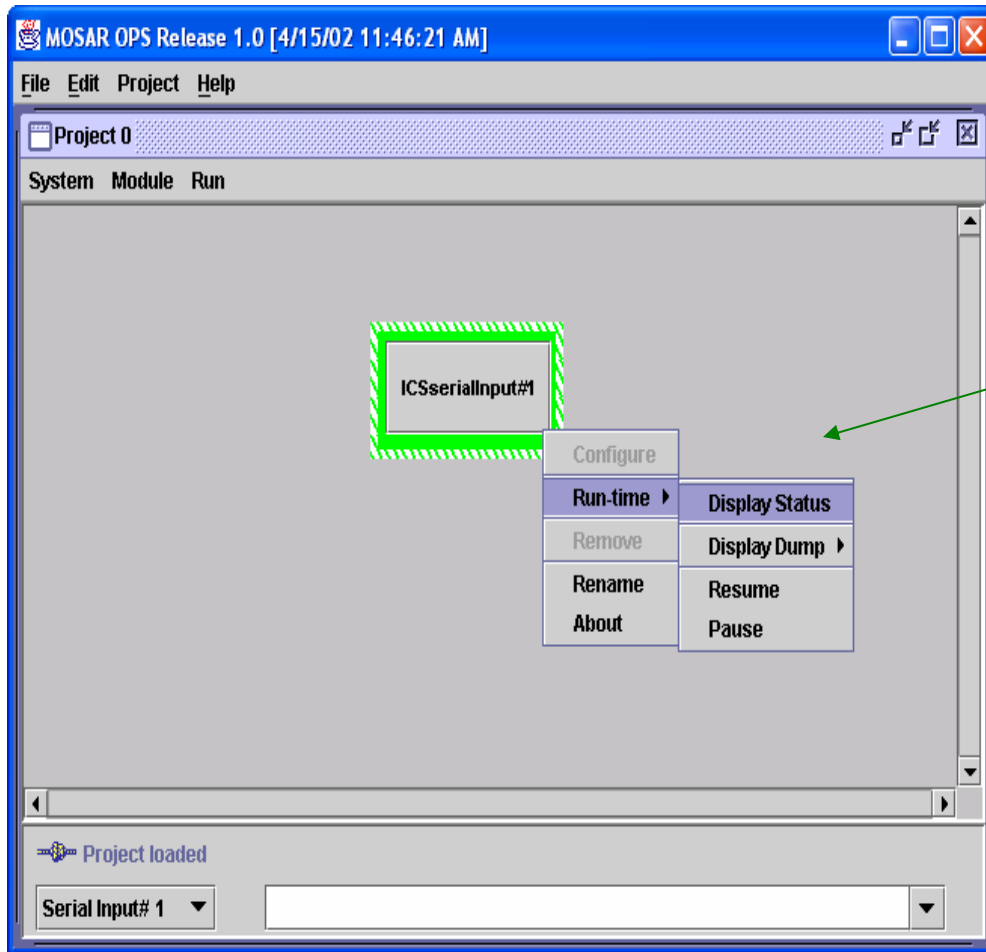 MOSAR OPS Release 1.0 [4/15/02 11:46:21 AM]
File Edit Project Help
Project 0
System Module Run
ICSserialInput#1
Configure
Run-time
Remove
Rename
About
Display Status
Display Dump
Resume
Pause
Project loaded
Serial Input# 1